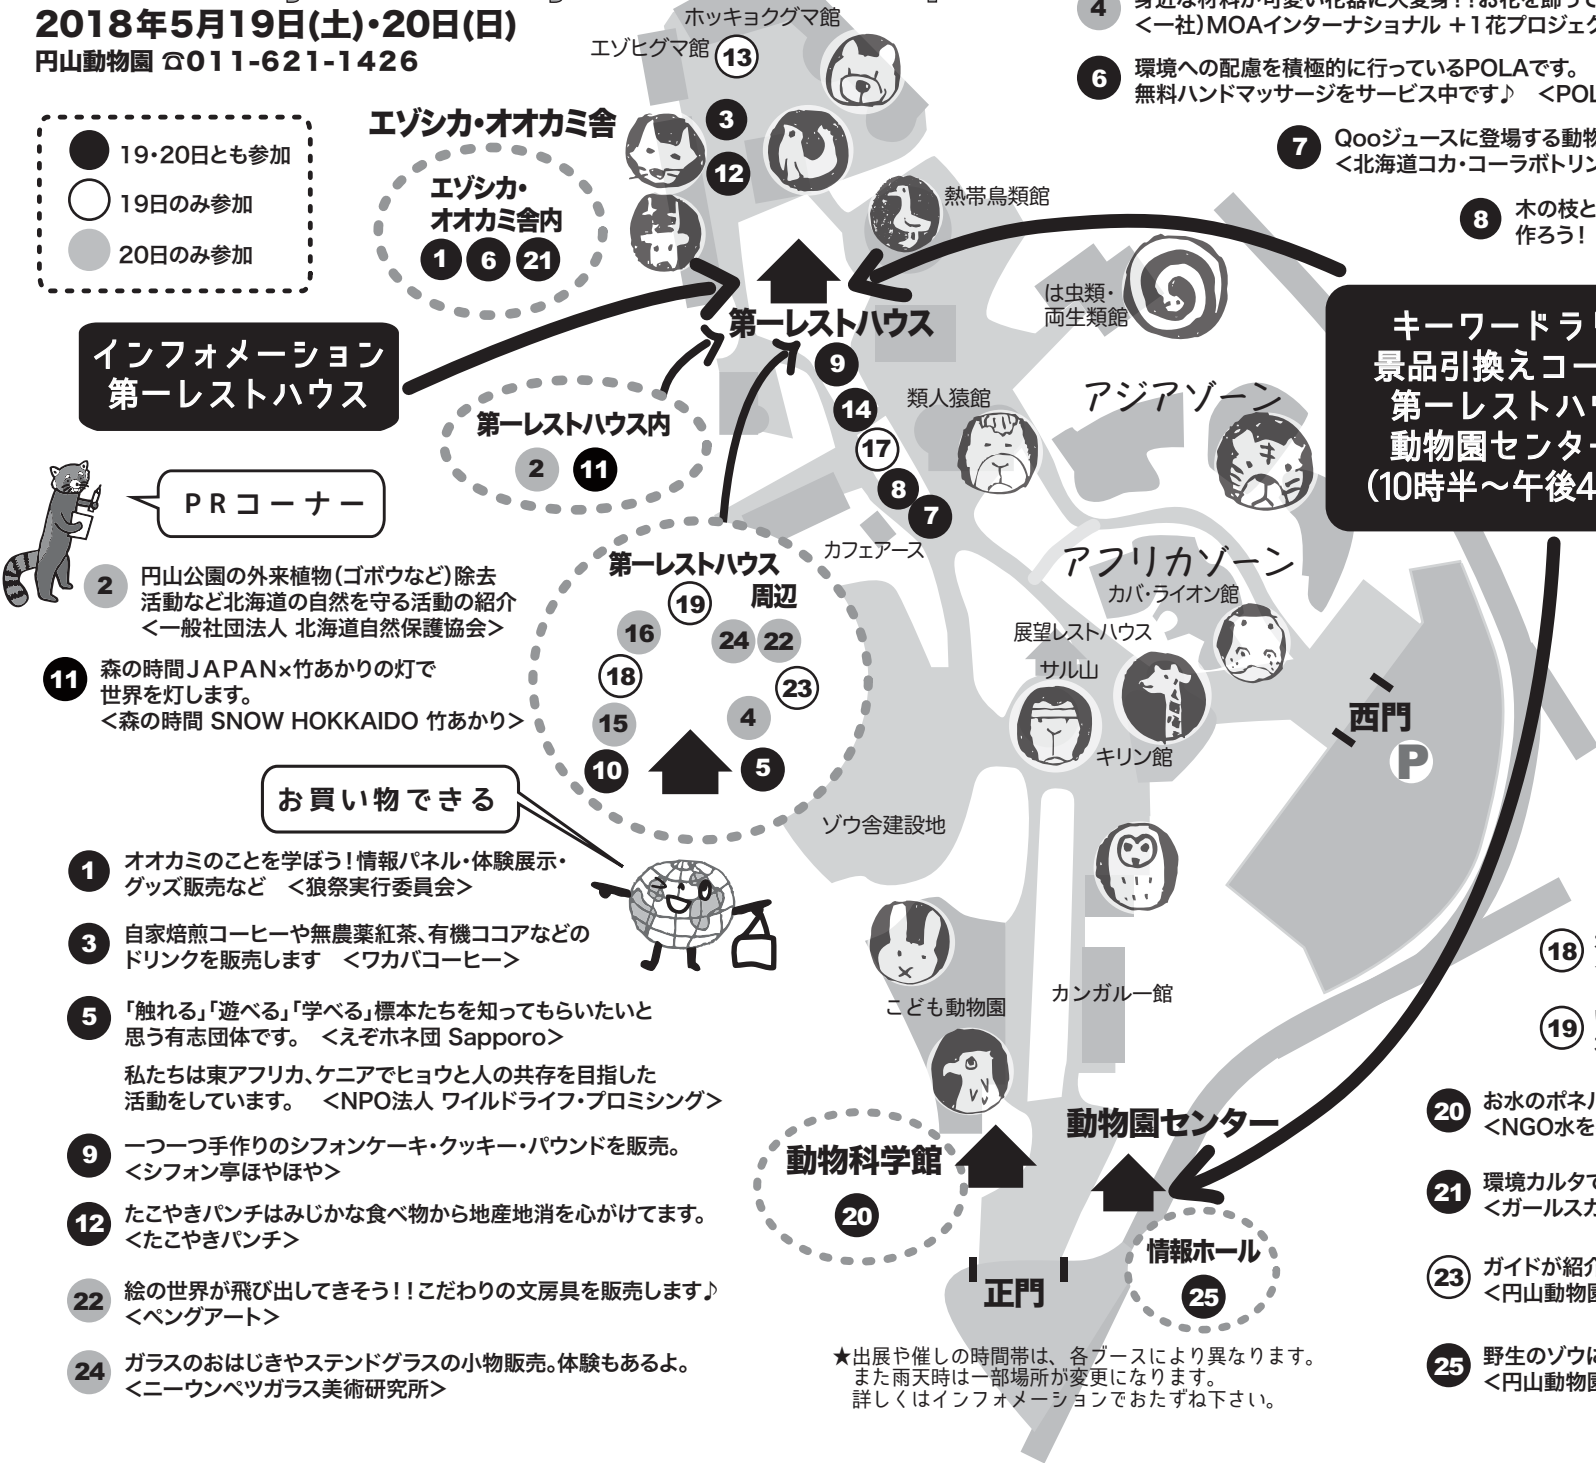 2018年5月19日(土)・20日(日)
円山動物園 ☎011-621-1426
19・20日とも参加
19日のみ参加
20日のみ参加
ホッキョクグマ館
エゾヒグマ館
13
3
12
エゾシカ・オオカミ舎
エゾシカ・
オオカミ舎内
1 6 21
熱帯鳥類館
は虫類・
両生類館
インフォメーション
第一レストハウス
第一レストハウス
9
14
17
8
7
第一レストハウス内
2 11
類人猿館
アジアゾーン
カフェアース
アフリカゾーン
カバ・ライオン館
展望レストハウス
サル山
キリン館
西門
P
第一レストハウス
周辺
19
16
24 22
18
23
15
4
10
5
ゾウ舎建設地
こども動物園
カンガルー館
動物園センター
動物科学館
20
情報ホール
25
正門
★出展や催しの時間帯は、各ブースにより異なります。
また雨天時は一部場所が変更になります。
詳しくはインフォメーションでおたずね下さい。
PRコーナー
2 円山公園の外来植物(ゴボウなど)除去
活動など北海道の自然を守る活動の紹介
<一般社団法人 北海道自然保護協会>
11 森の時間JAPAN×竹あかりの灯で
世界を灯します。
<森の時間 SNOW HOKKAIDO 竹あかり>
お買い物できる
1 オオカミのことを学ぼう!情報パネル・体験展示・
グッズ販売など <狼祭実行委員会>
3 自家焙煎コーヒーや無農薬紅茶、有機ココアなどの
ドリンクを販売します <ワカバコーヒー>
5 「触れる」「遊べる」「学べる」標本たちを知ってもらいたいと
思う有志団体です。 <えぞホネ団 Sapporo>
私たちは東アフリカ、ケニアでヒョウと人の共存を目指した
活動をしています。 <NPO法人 ワイルドライフ・プロミシング>
9 一つ一つ手作りのシフォンケーキ・クッキー・パウンドを販売。
<シフォン亭ほやほや>
12 たこやきパンチはみじかな食べ物から地産地消を心がけてます。
<たこやきパンチ>
22 絵の世界が飛び出してきそう!!こだわりの文房具を販売します♪
<ペングアート>
24 ガラスのおはじきやステンドグラスの小物販売。体験もあるよ。
<ニーウンペツガラス美術研究所>
4 身近な材料が可愛い花器に大変身!!お花を飾って
<一社)MOAインターナショナル +1花プロジェク
6 環境への配慮を積極的に行っているPOLAです。
無料ハンドマッサージをサービス中です♪ <POL
7 Qooジュースに登場する動物
<北海道コカ・コーラボトリン
8 木の枝と
作ろう!
キーワードラ
景品引換えコー
第一レストハ
動物園センター
(10時半~午後4
18
19
20 お水のポネル
<NGO水を
21 環境カルタで
<ガールスカ
23 ガイドが紹介
<円山動物園
25 野生のゾウに
<円山動物園